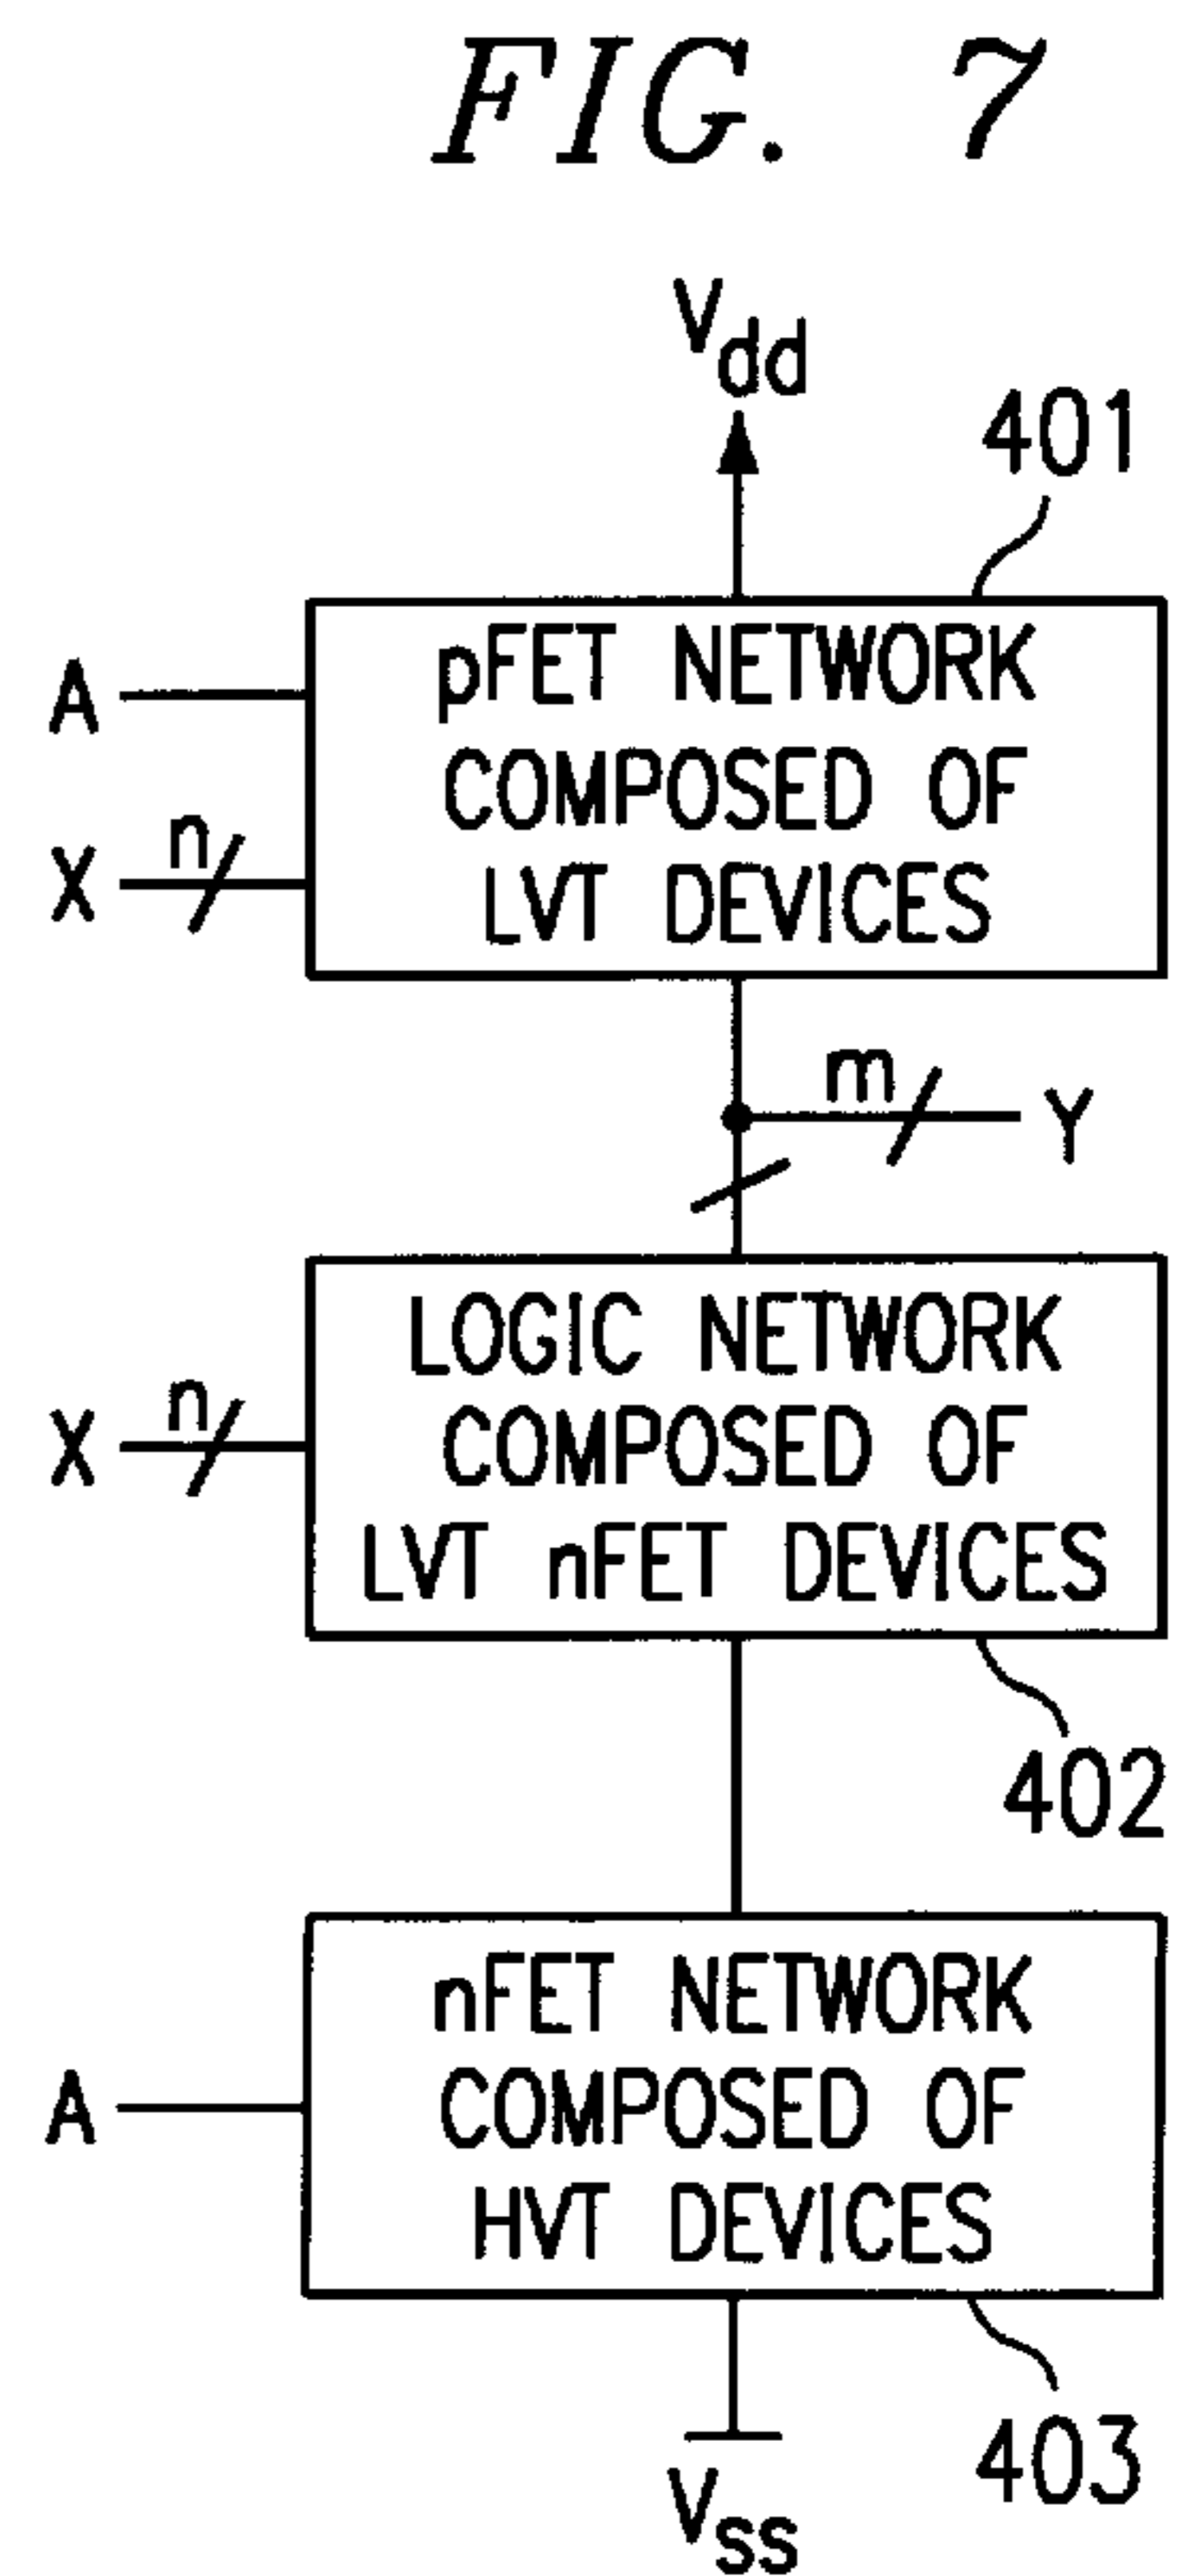 FIG. 7
Vdd
401
A
pFET NETWORK
COMPOSED OF
LVT DEVICES
X
n
m
Y
LOGIC NETWORK
COMPOSED OF
LVT nFET DEVICES
X
n
402
nFET NETWORK
COMPOSED OF
HVT DEVICES
A
403
Vss